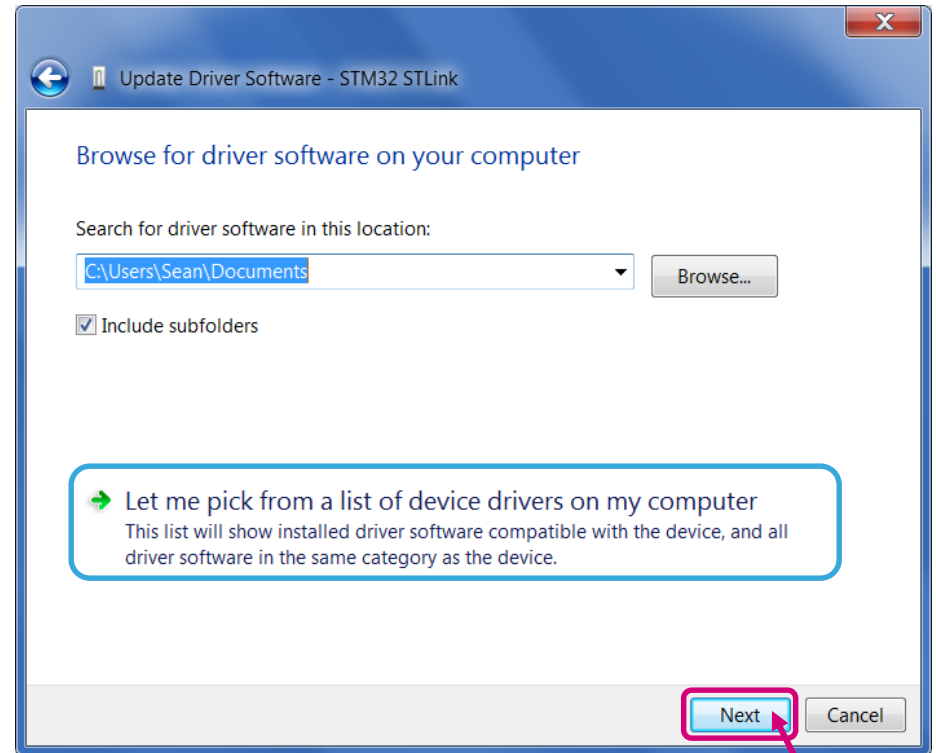 X
Update Driver Software - STM32 STLink
Browse for driver software on your computer
Search for driver software in this location:
C:\Users\Sean\Documents
Browse...
Include subfolders
Let me pick from a list of device drivers on my computer
This list will show installed driver software compatible with the device, and all
driver software in the same category as the device.
Next
Cancel